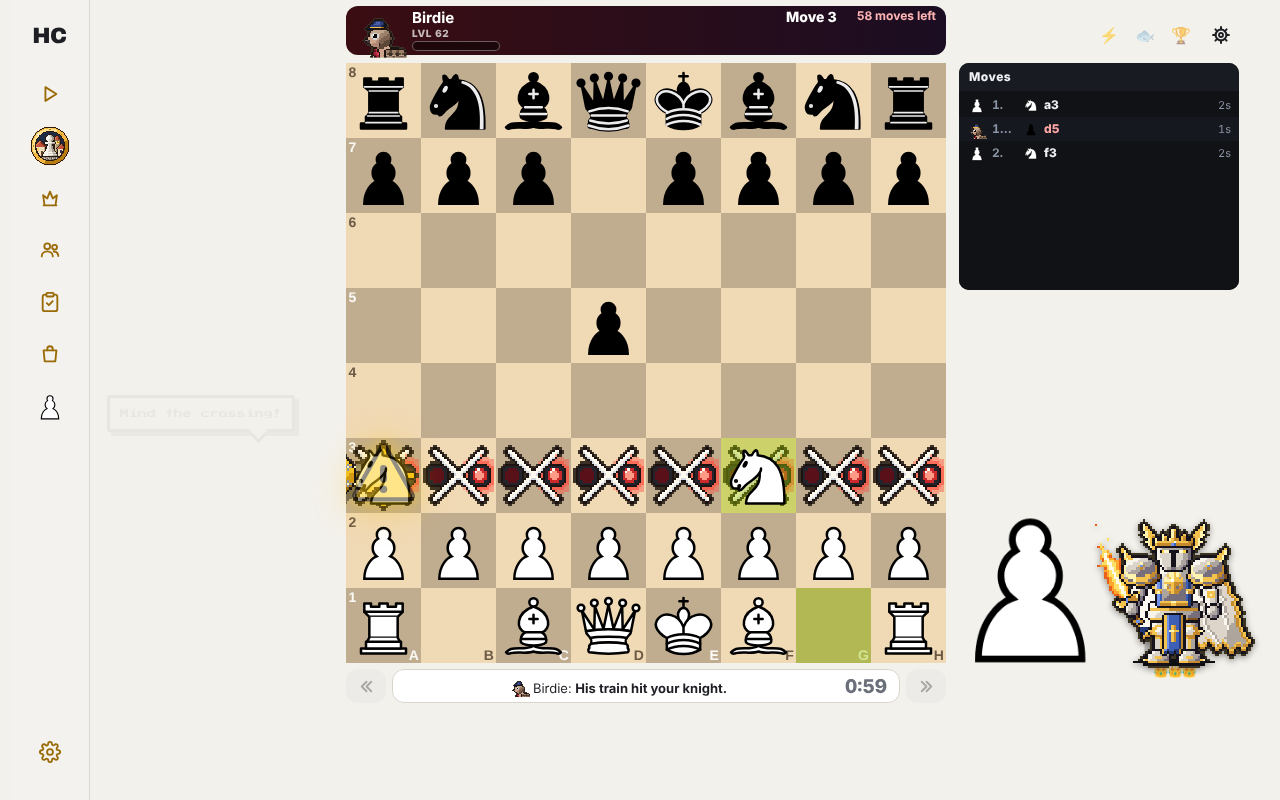 HC
Birdie
LVL 62
Move 3
58 moves left
Moves
1. a3 2s
1... d5 1s
2. f3 2s
8
7
6
5
4
3
2
1
A B C D E F G H
Mind the crossing!
Birdie: His train hit your knight.
0:59